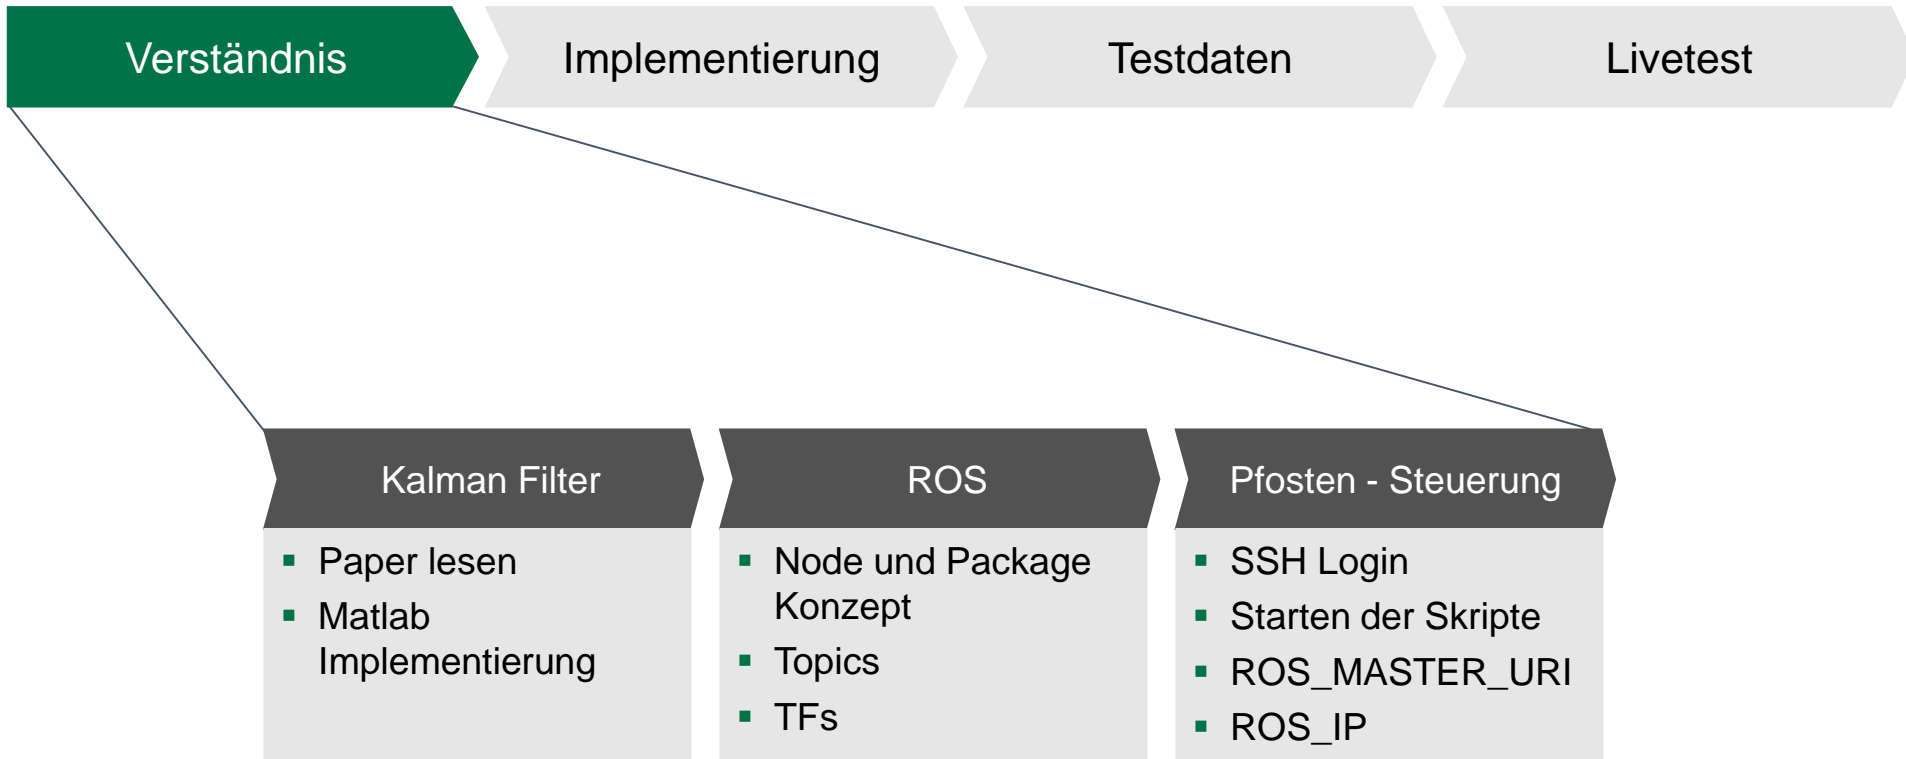 Verständnis
Implementierung
Testdaten
Livetest
Kalman Filter
▪ Paper lesen
▪ Matlab
Implementierung
ROS
▪ Node und Package
Konzept
▪ Topics
▪ TFs
Pfosten - Steuerung
▪ SSH Login
▪ Starten der Skripte
▪ ROS_MASTER_URI
▪ ROS_IP